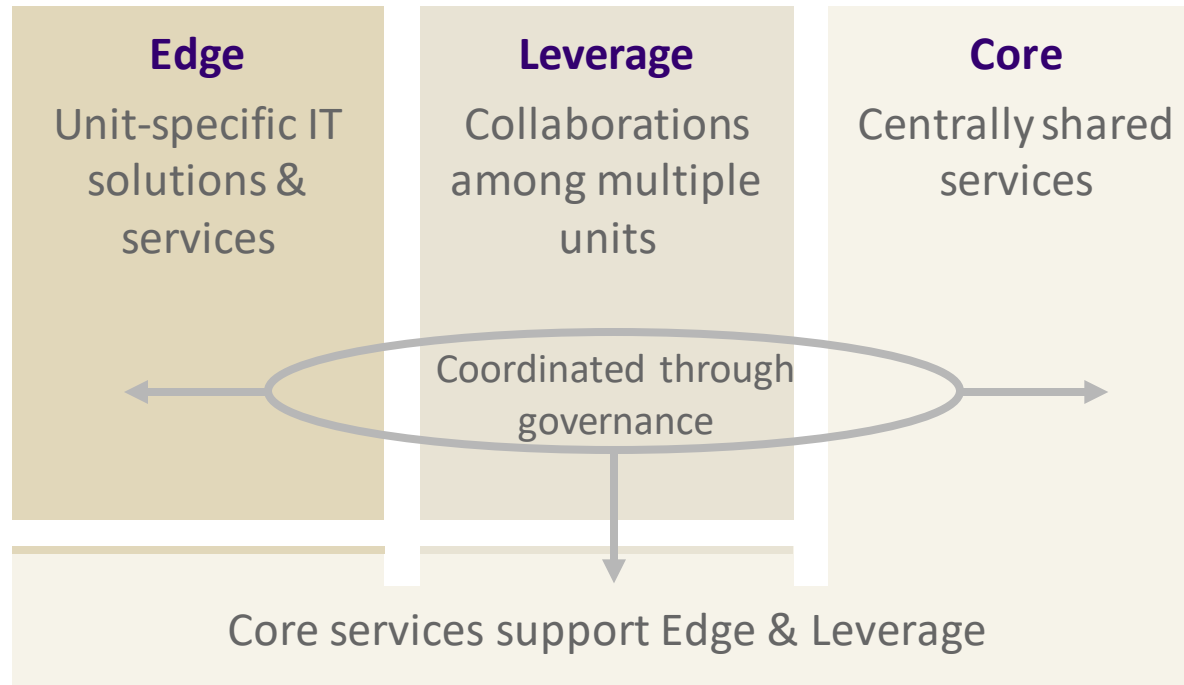 Edge
Unit-specific IT
solutions &
services
Leverage
Collaborations
among multiple
units
Core
Centrally shared
services
Coordinated through
governance
Core services support Edge & Leverage